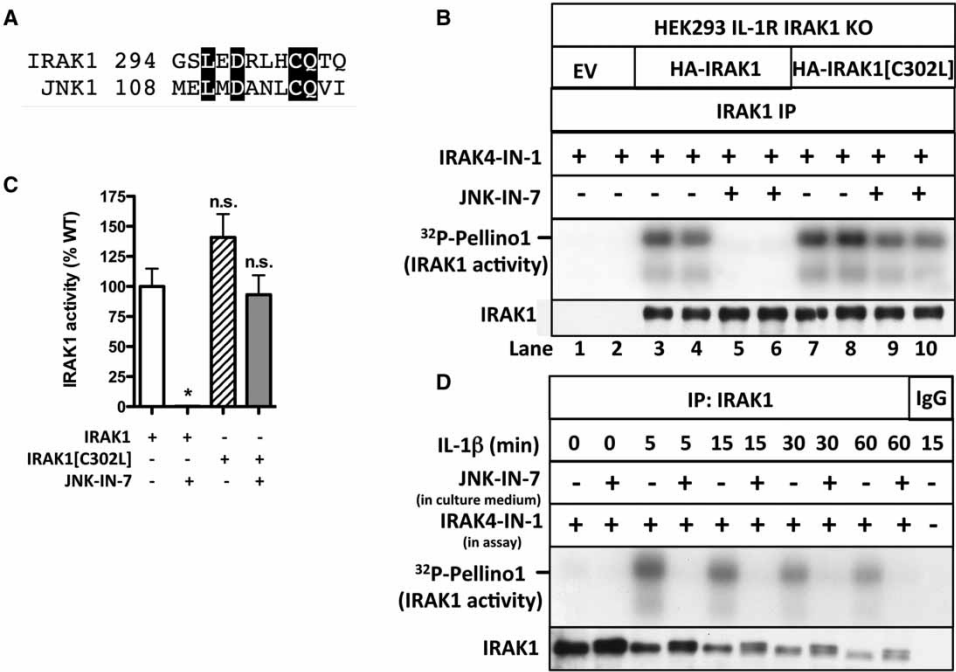 A
IRAK1 294 GSLEDRLHCQTQ
JNK1 108 MELMDANLCQVI
B
HEK293 IL-1R IRAK1 KO
EV HA-IRAK1 HA-IRAK1[C302L]
IRAK1 IP
IRAK4-IN-1 + + + + + + + + + +
JNK-IN-7 - - - - + + - - + +
³²P-Pellino1
(IRAK1 activity)
IRAK1
Lane 1 2 3 4 5 6 7 8 9 10
C
IRAK1 activity (% WT)
175
150
125
100
75
50
25
0
n.s.
n.s.
*
IRAK1 + + - -
IRAK1[C302L] - - + +
JNK-IN-7 - + - +
D
IP: IRAK1 IgG
IL-1β (min) 0 0 5 5 15 15 30 30 60 60 15
JNK-IN-7 - + - + - + - + - + -
(in culture medium)
IRAK4-IN-1 + + + + + + + + + + -
(in assay)
³²P-Pellino1
(IRAK1 activity)
IRAK1